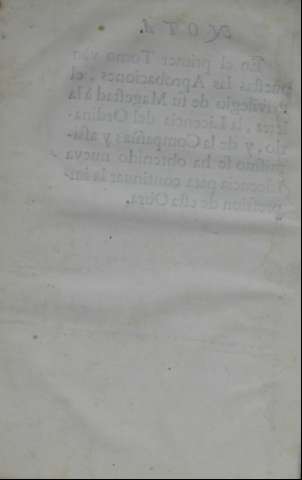 NOTA.
En el primer Tomo van
puestas las Aprobaciones, el
Privilegio de su Magestad à la
letra, la Licencia del Ordina-
rio, y de la Compañia; y assi-
mismo se ha obtenido nueva
Licencia para continuar la im-
pression de esta Obra.